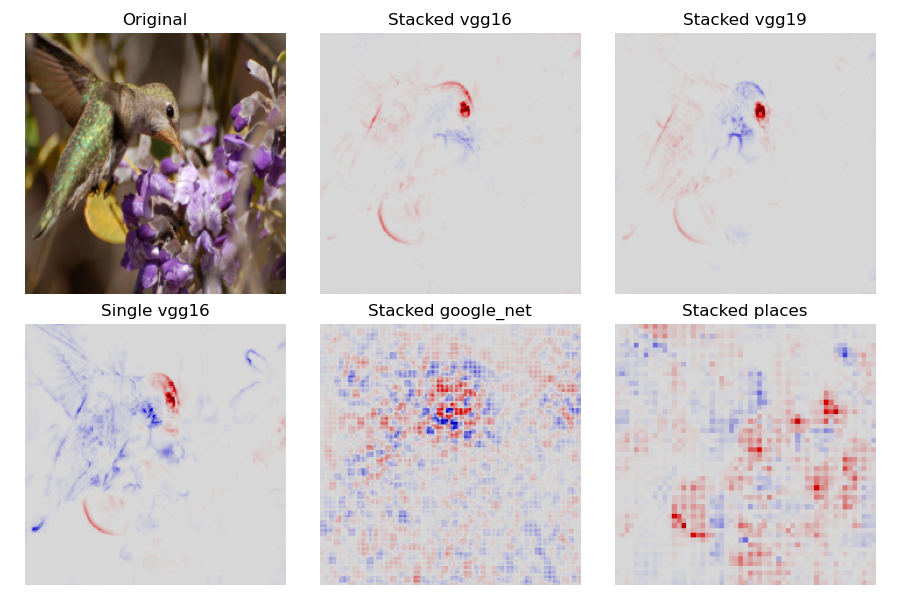 Original
Stacked vgg16
Stacked vgg19
Single vgg16
Stacked google_net
Stacked places